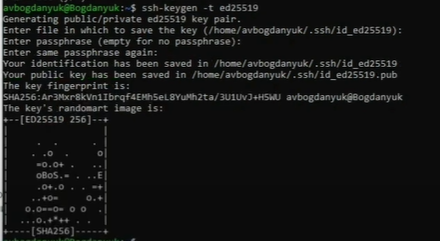 avbogdanyuk@Bogdanyuk:~$ ssh-keygen -t ed25519
Generating public/private ed25519 key pair.
Enter file in which to save the key (/home/avbogdanyuk/.ssh/id_ed25519):
Enter passphrase (empty for no passphrase):
Enter same passphrase again:
Your identification has been saved in /home/avbogdanyuk/.ssh/id_ed25519
Your public key has been saved in /home/avbogdanyuk/.ssh/id_ed25519.pub
The key fingerprint is:
SHA256:Ar3Mxr8kVn1Ibrqf4EMh5eL8YuMh2ta/3U1UvJ+H5WU avbogdanyuk@Bogdanyuk
The key's randomart image is:
+--[ED25519 256]--+
|                 |
|     .  .      . |
|    . .o  .     o|
|     =o.o+ .   ..|
|     oBoS.= . ..E|
|     .o+.o . . =+|
|    ..+o=     o.+|
|   o.o==o= o o  .|
|  ...o.+*++ . .  |
+----[SHA256]-----+